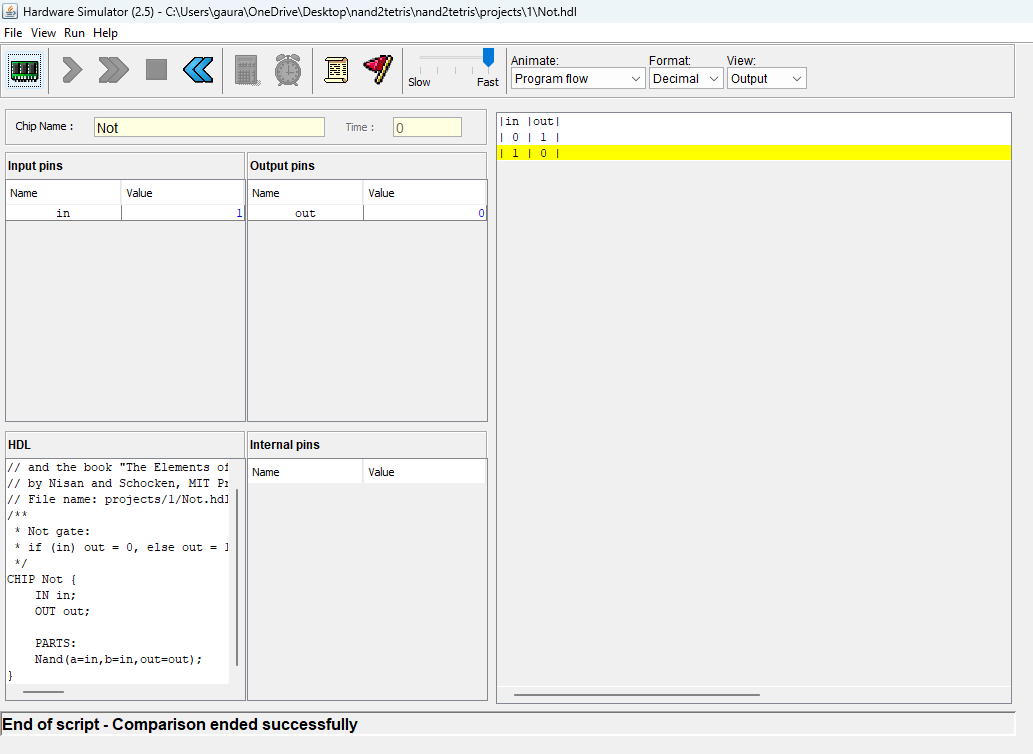 Hardware Simulator (2.5) - C:\Users\gaura\OneDrive\Desktop\nand2tetris\nand2tetris\projects\1\Not.hdl
File View Run Help
Slow Fast
Animate: Format: View:
Program flow Decimal Output
Chip Name : Not Time : 0
Input pins
Name Value
in 1
Output pins
Name Value
out 0
HDL
// and the book "The Elements of
// by Nisan and Schocken, MIT Pr
// File name: projects/1/Not.hdl
/**
 * Not gate:
 * if (in) out = 0, else out = 1
 */
CHIP Not {
    IN in;
    OUT out;
    PARTS:
    Nand(a=in,b=in,out=out);
}
Internal pins
Name Value
|in |out|
| 0 | 1 |
| 1 | 0 |
End of script - Comparison ended successfully